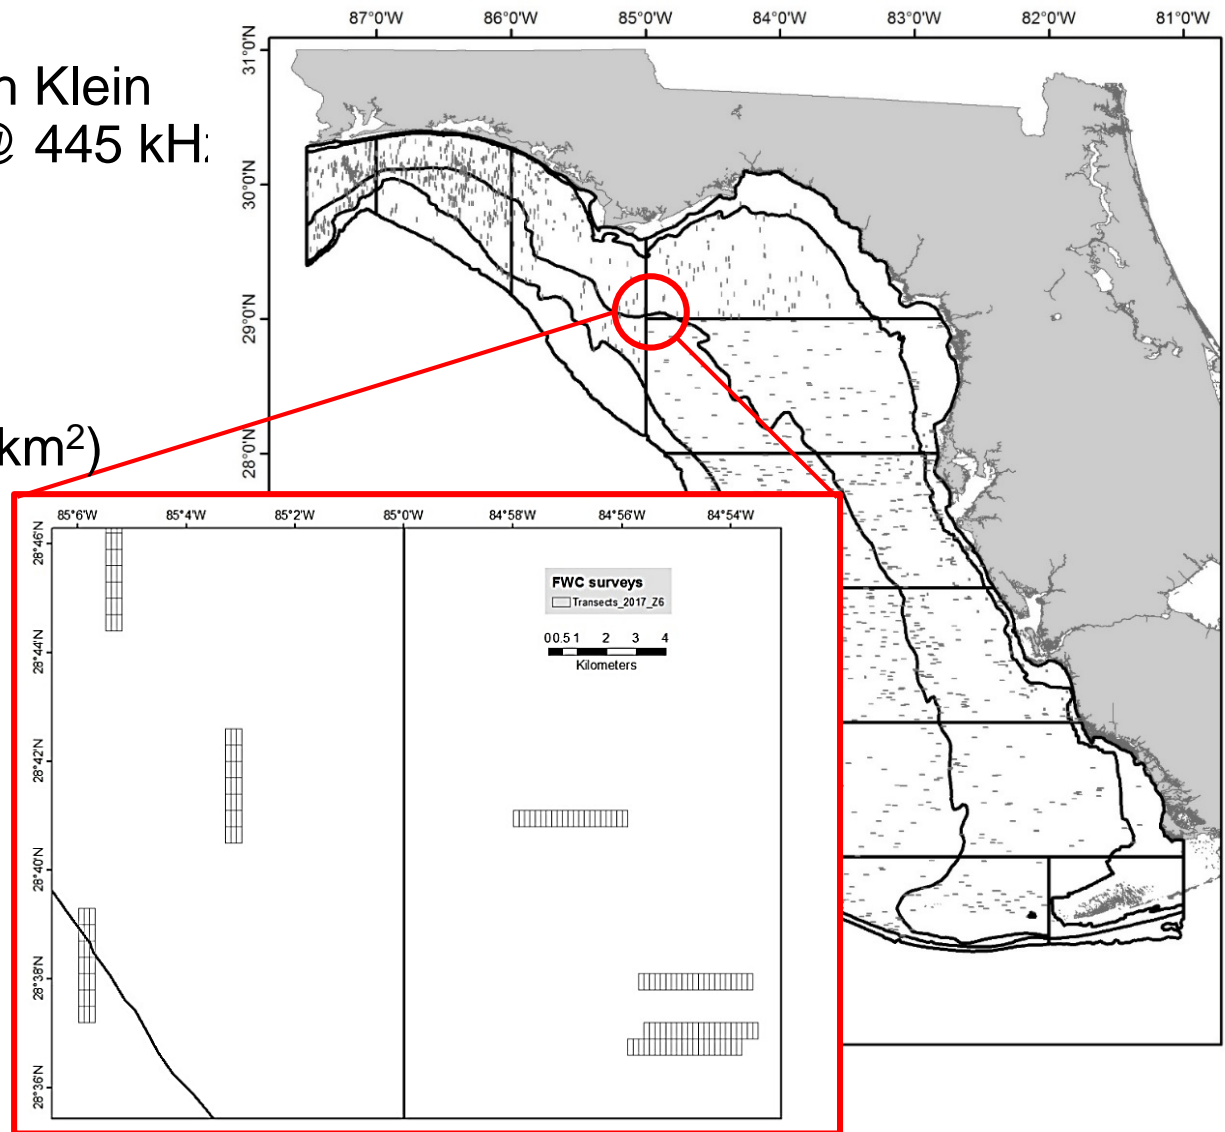 87°0'W 86°0'W 85°0'W 84°0'W 83°0'W 82°0'W 81°0'W
31°0'N
n Klein
@ 445 kHz
30°0'N
29°0'N
28°0'N
km²)
85°6'W 85°4'W 85°2'W 85°0'W 84°58'W 84°56'W 84°54'W
28°46'N
FWC surveys
Transects_2017_Z6
0 0.5 1 2 3 4
Kilometers
28°44'N
28°42'N
28°40'N
28°38'N
28°36'N